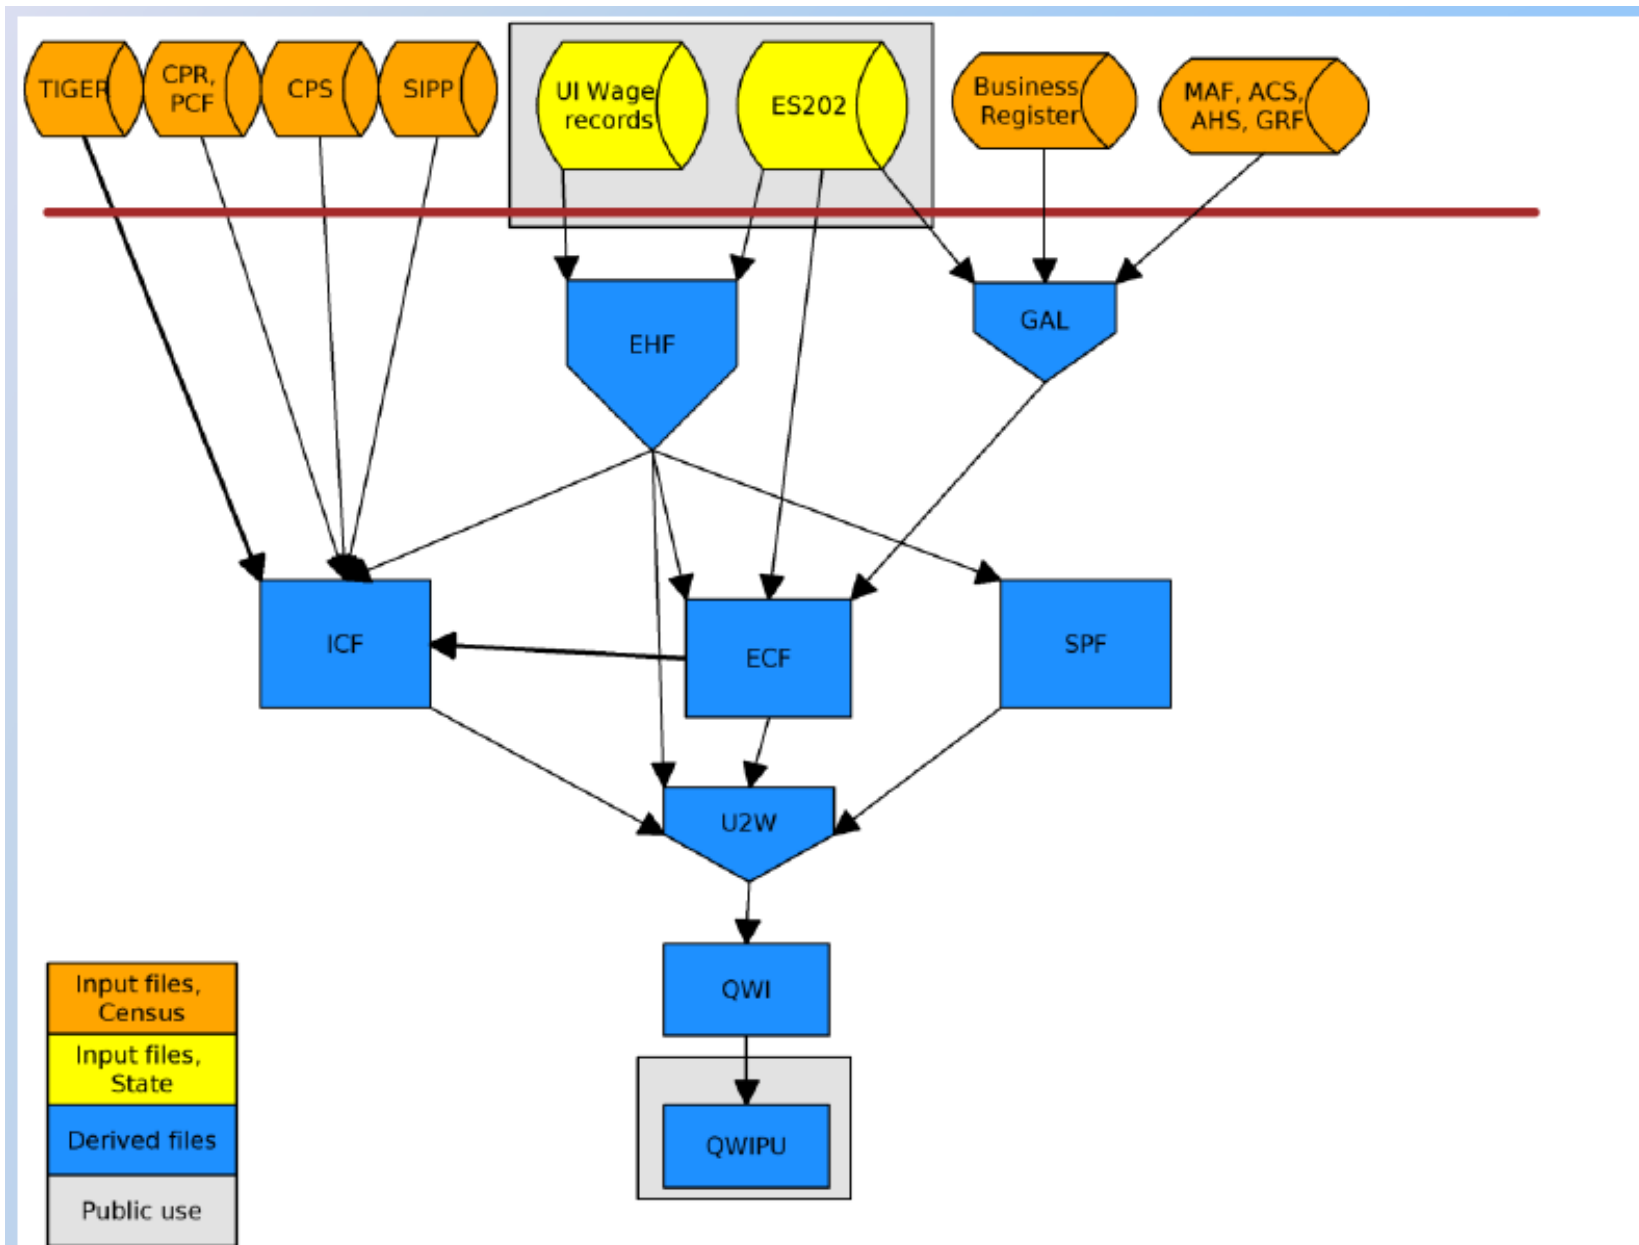 TIGER
CPR,
PCF
CPS
SIPP
UI Wage
records
ES202
Business
Register
MAF, ACS,
AHS, GRF
EHF
GAL
ICF
ECF
SPF
U2W
QWI
QWIPU
Input files,
Census
Input files,
State
Derived files
Public use